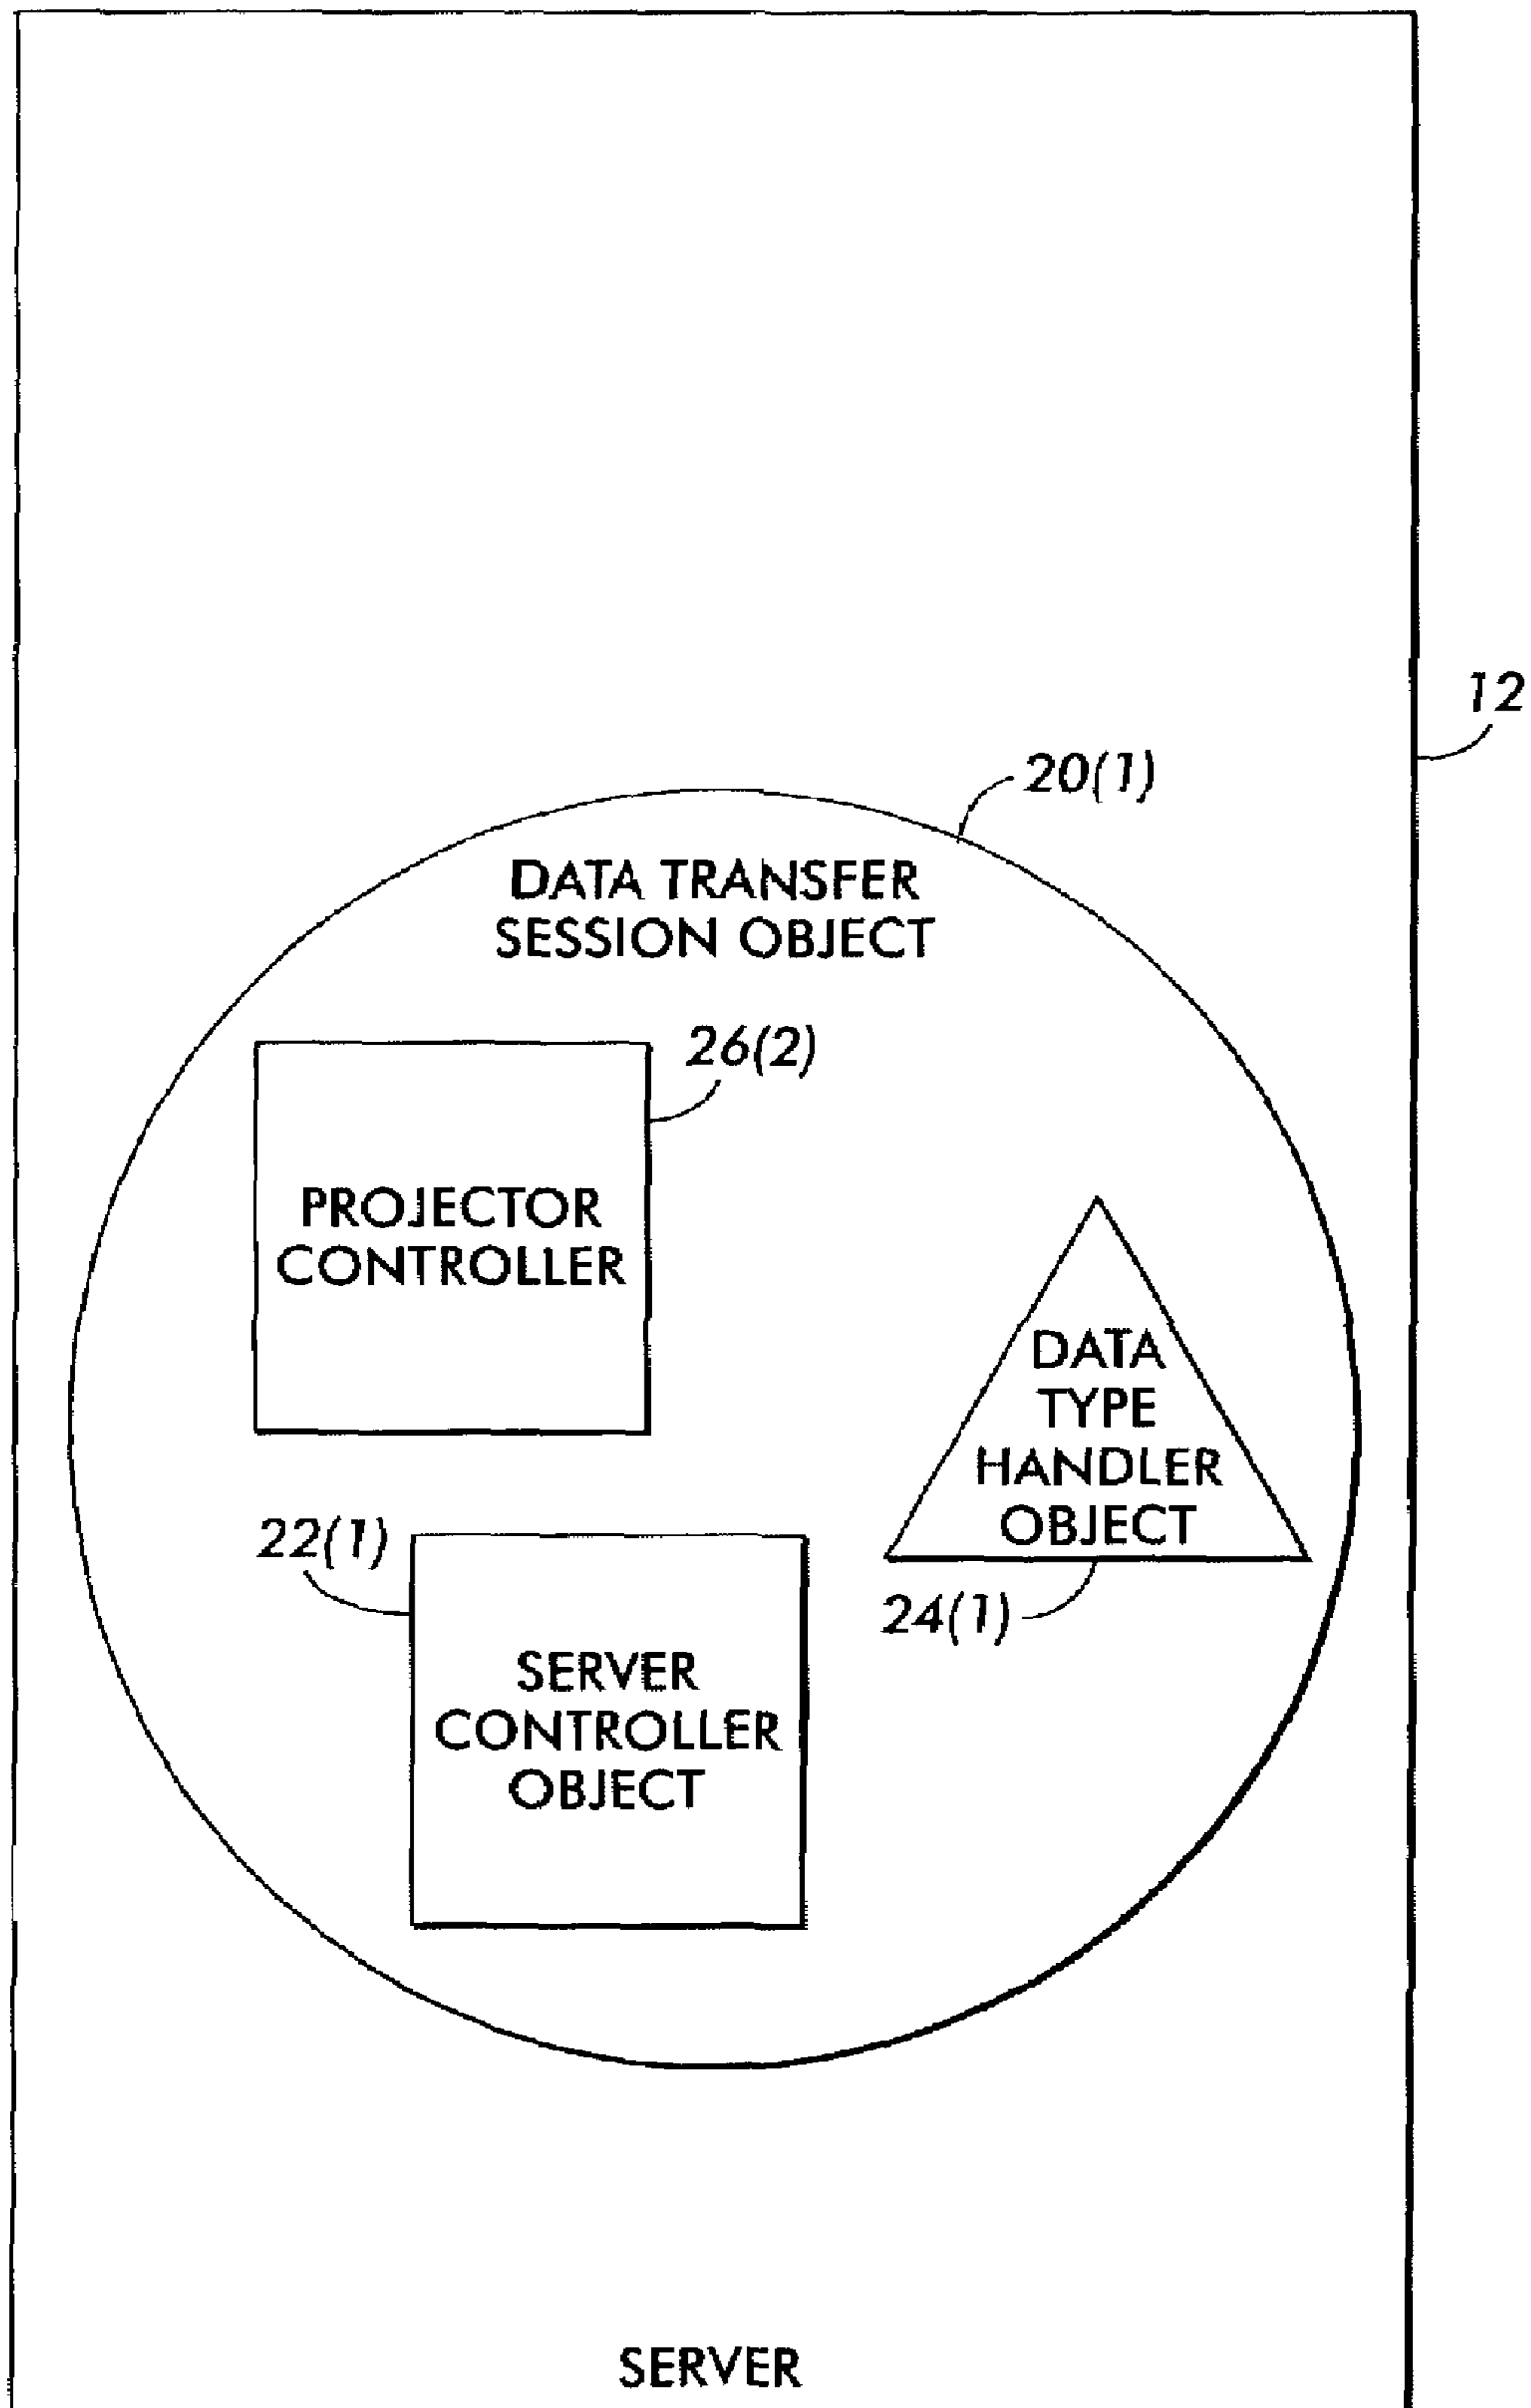 12
20(1)
DATA TRANSFER
SESSION OBJECT
26(2)
PROJECTOR
CONTROLLER
DATA
TYPE
HANDLER
OBJECT
22(1)
24(1)
SERVER
CONTROLLER
OBJECT
SERVER